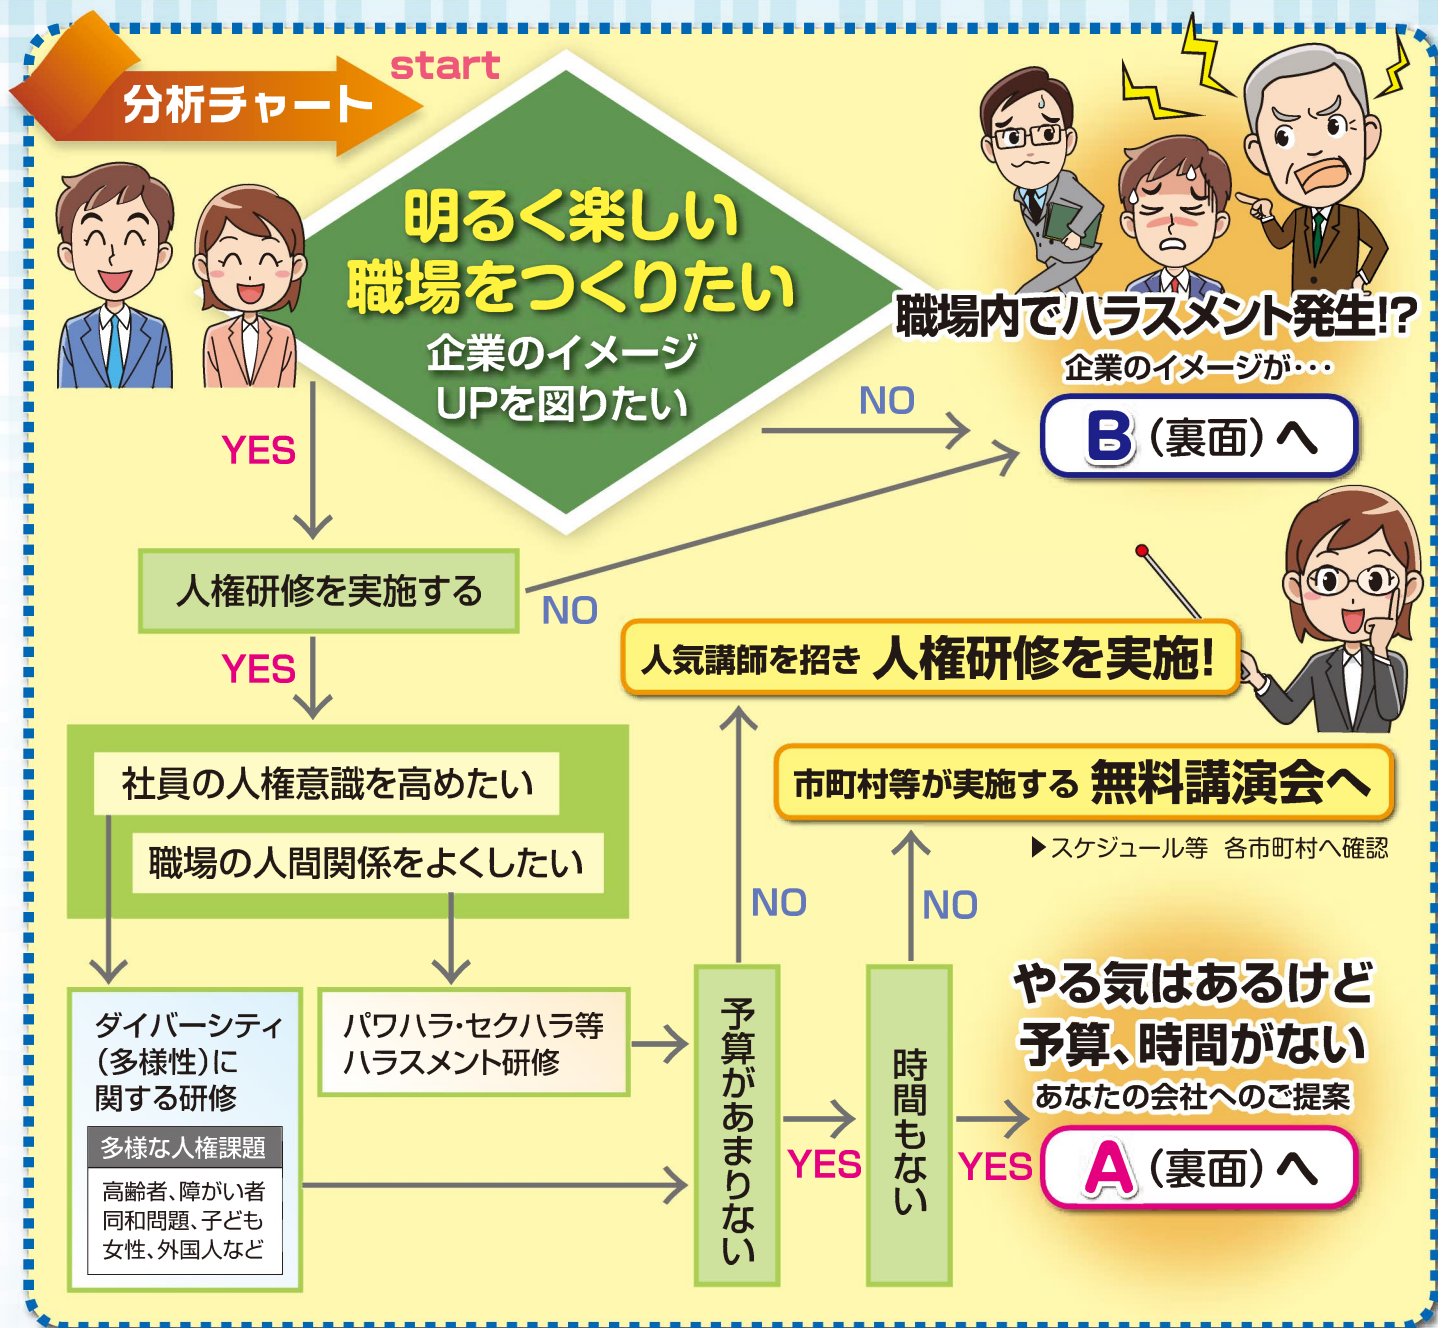 分析チャート
start
明るく楽しい
職場をつくりたい
企業のイメージ
UPを図りたい
職場内でハラスメント発生!?
企業のイメージが・・・
B（裏面）へ
NO
YES
人権研修を実施する
NO
YES
人気講師を招き 人権研修を実施!
市町村等が実施する 無料講演会へ
▶スケジュール等 各市町村へ確認
社員の人権意識を高めたい
職場の人間関係をよくしたい
NO
NO
ダイバーシティ
（多様性）に
関する研修
多様な人権課題
高齢者、障がい者
同和問題、子ども
女性、外国人など
パワハラ・セクハラ等
ハラスメント研修
予算があまりない
YES
時間もない
YES
やる気はあるけど
予算、時間がない
あなたの会社へのご提案
A（裏面）へ